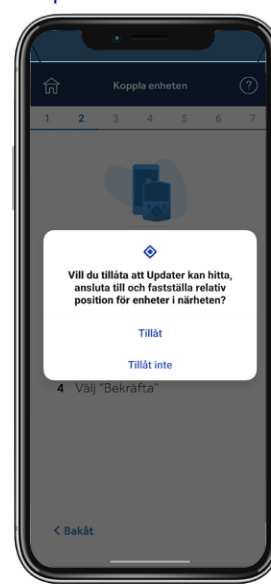 Koppla enheten
?
1 2 3 4 5 6 7
Vill du tillåta att Updater kan hitta,
ansluta till och fastställa relativ
position för enheter i närheten?
Tillåt
Tillåt inte
4 Välj "Bekräfta"
< Bakåt